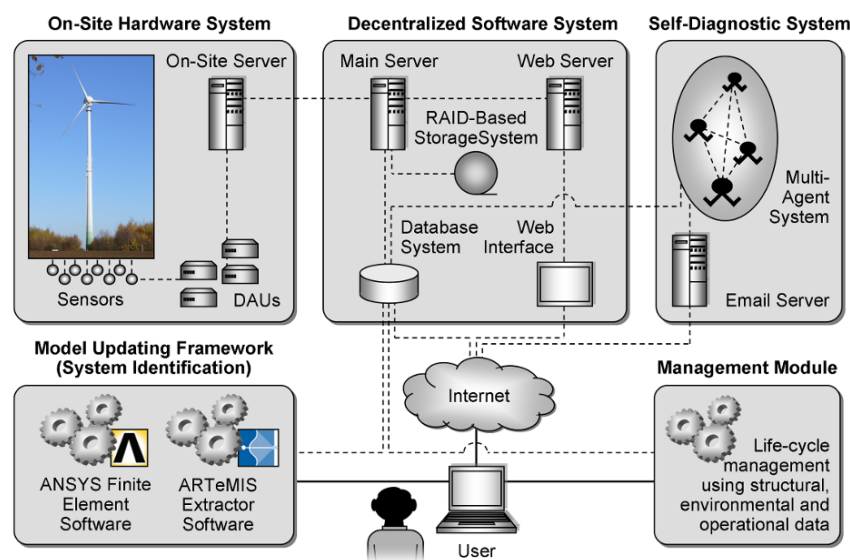 On-Site Hardware System
Decentralized Software System
Self-Diagnostic System
On-Site Server
Main Server
Web Server
RAID-Based
StorageSystem
Multi-
Agent
System
Database
System
Web
Interface
Sensors
DAUs
Email Server
Model Updating Framework
(System Identification)
Internet
Management Module
ANSYS Finite
Element
Software
ARTeMIS
Extractor
Software
Life-cycle
management
using structural,
environmental and
operational data
User